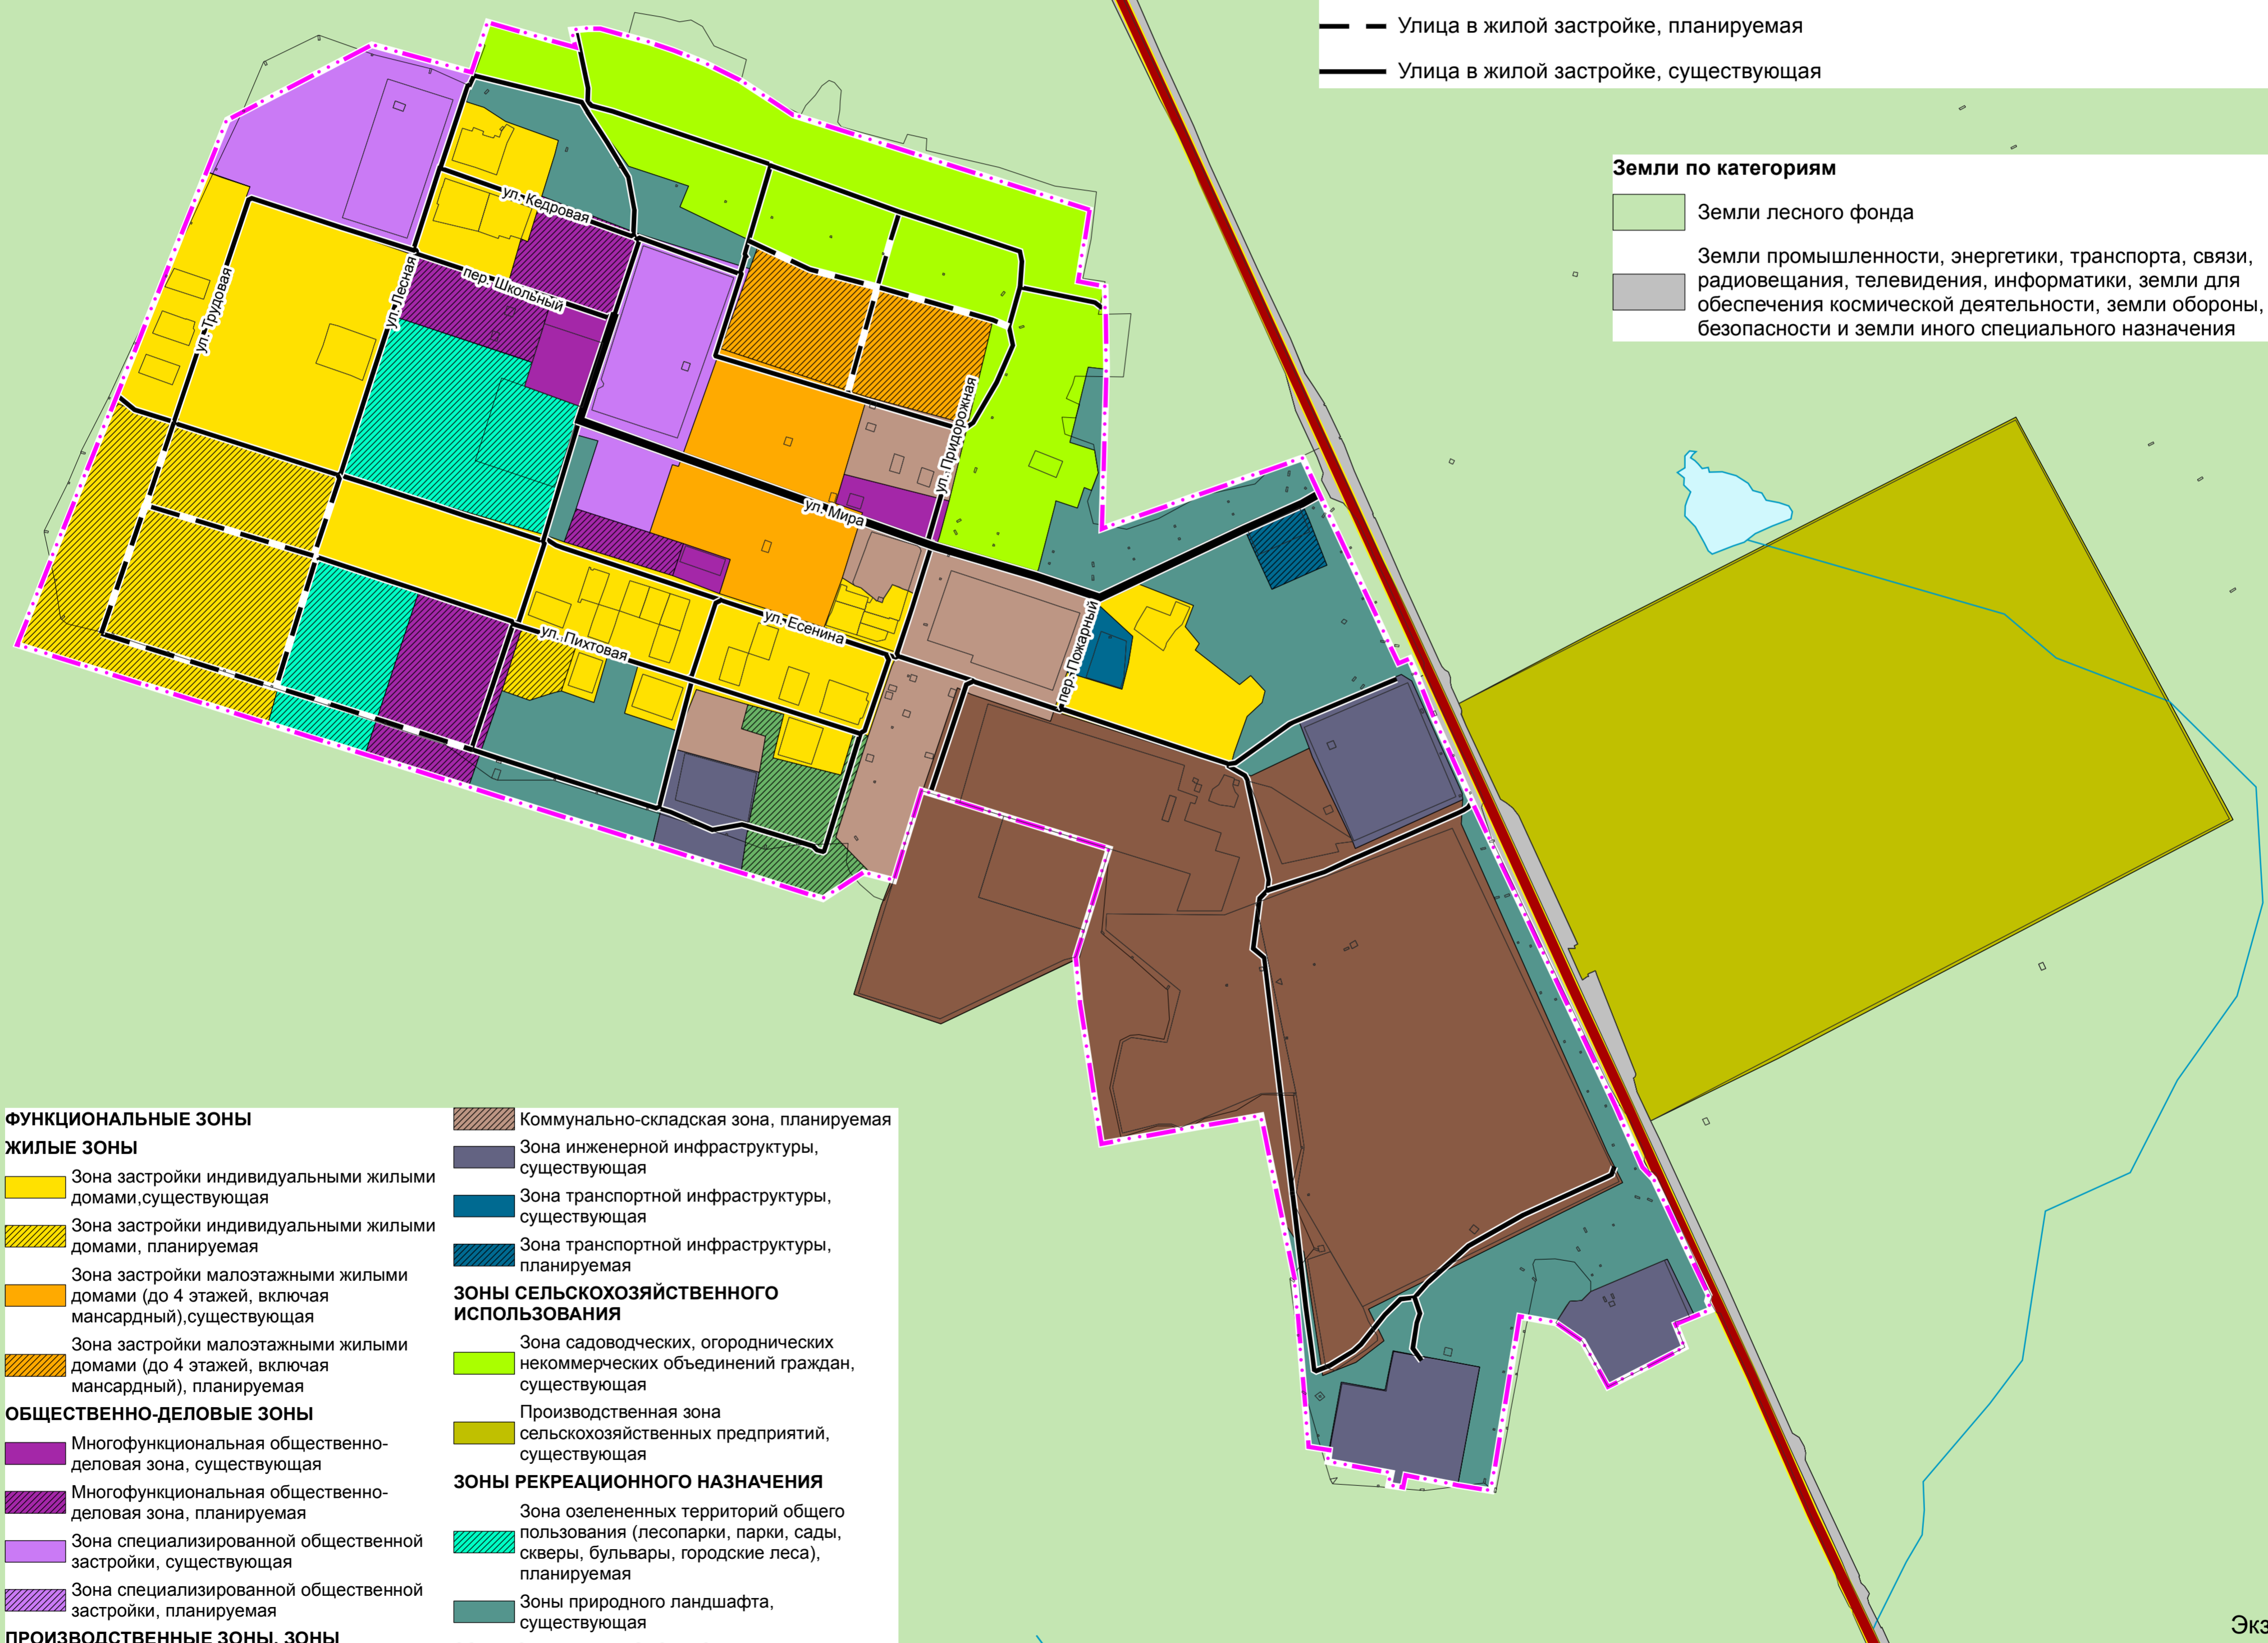 Улица в жилой застройке, планируемая
Улица в жилой застройке, существующая
Земли по категориям
Земли лесного фонда
Земли промышленности, энергетики, транспорта, связи,
радиовещания, телевидения, информатики, земли для
обеспечения космической деятельности, земли обороны,
безопасности и земли иного специального назначения
ул. Кедровая
пер. Школьный
ул. Лесная
ул. Трудовая
ул. Придорожная
ул. Мира
ул. Есенина
ул. Пихтовая
пер. Пожарный
ФУНКЦИОНАЛЬНЫЕ ЗОНЫ
ЖИЛЫЕ ЗОНЫ
Зона застройки индивидуальными жилыми
домами,существующая
Зона застройки индивидуальными жилыми
домами, планируемая
Зона застройки малоэтажными жилыми
домами (до 4 этажей, включая
мансардный),существующая
Зона застройки малоэтажными жилыми
домами (до 4 этажей, включая
мансардный), планируемая
ОБЩЕСТВЕННО-ДЕЛОВЫЕ ЗОНЫ
Многофункциональная общественно-
деловая зона, существующая
Многофункциональная общественно-
деловая зона, планируемая
Зона специализированной общественной
застройки, существующая
Зона специализированной общественной
застройки, планируемая
ПРОИЗВОДСТВЕННЫЕ ЗОНЫ, ЗОНЫ
Коммунально-складская зона, планируемая
Зона инженерной инфраструктуры,
существующая
Зона транспортной инфраструктуры,
существующая
Зона транспортной инфраструктуры,
планируемая
ЗОНЫ СЕЛЬСКОХОЗЯЙСТВЕННОГО
ИСПОЛЬЗОВАНИЯ
Зона садоводческих, огороднических
некоммерческих объединений граждан,
существующая
Производственная зона
сельскохозяйственных предприятий,
существующая
ЗОНЫ РЕКРЕАЦИОННОГО НАЗНАЧЕНИЯ
Зона озелененных территорий общего
пользования (лесопарки, парки, сады,
скверы, бульвары, городские леса),
планируемая
Зоны природного ландшафта,
существующая
Экз